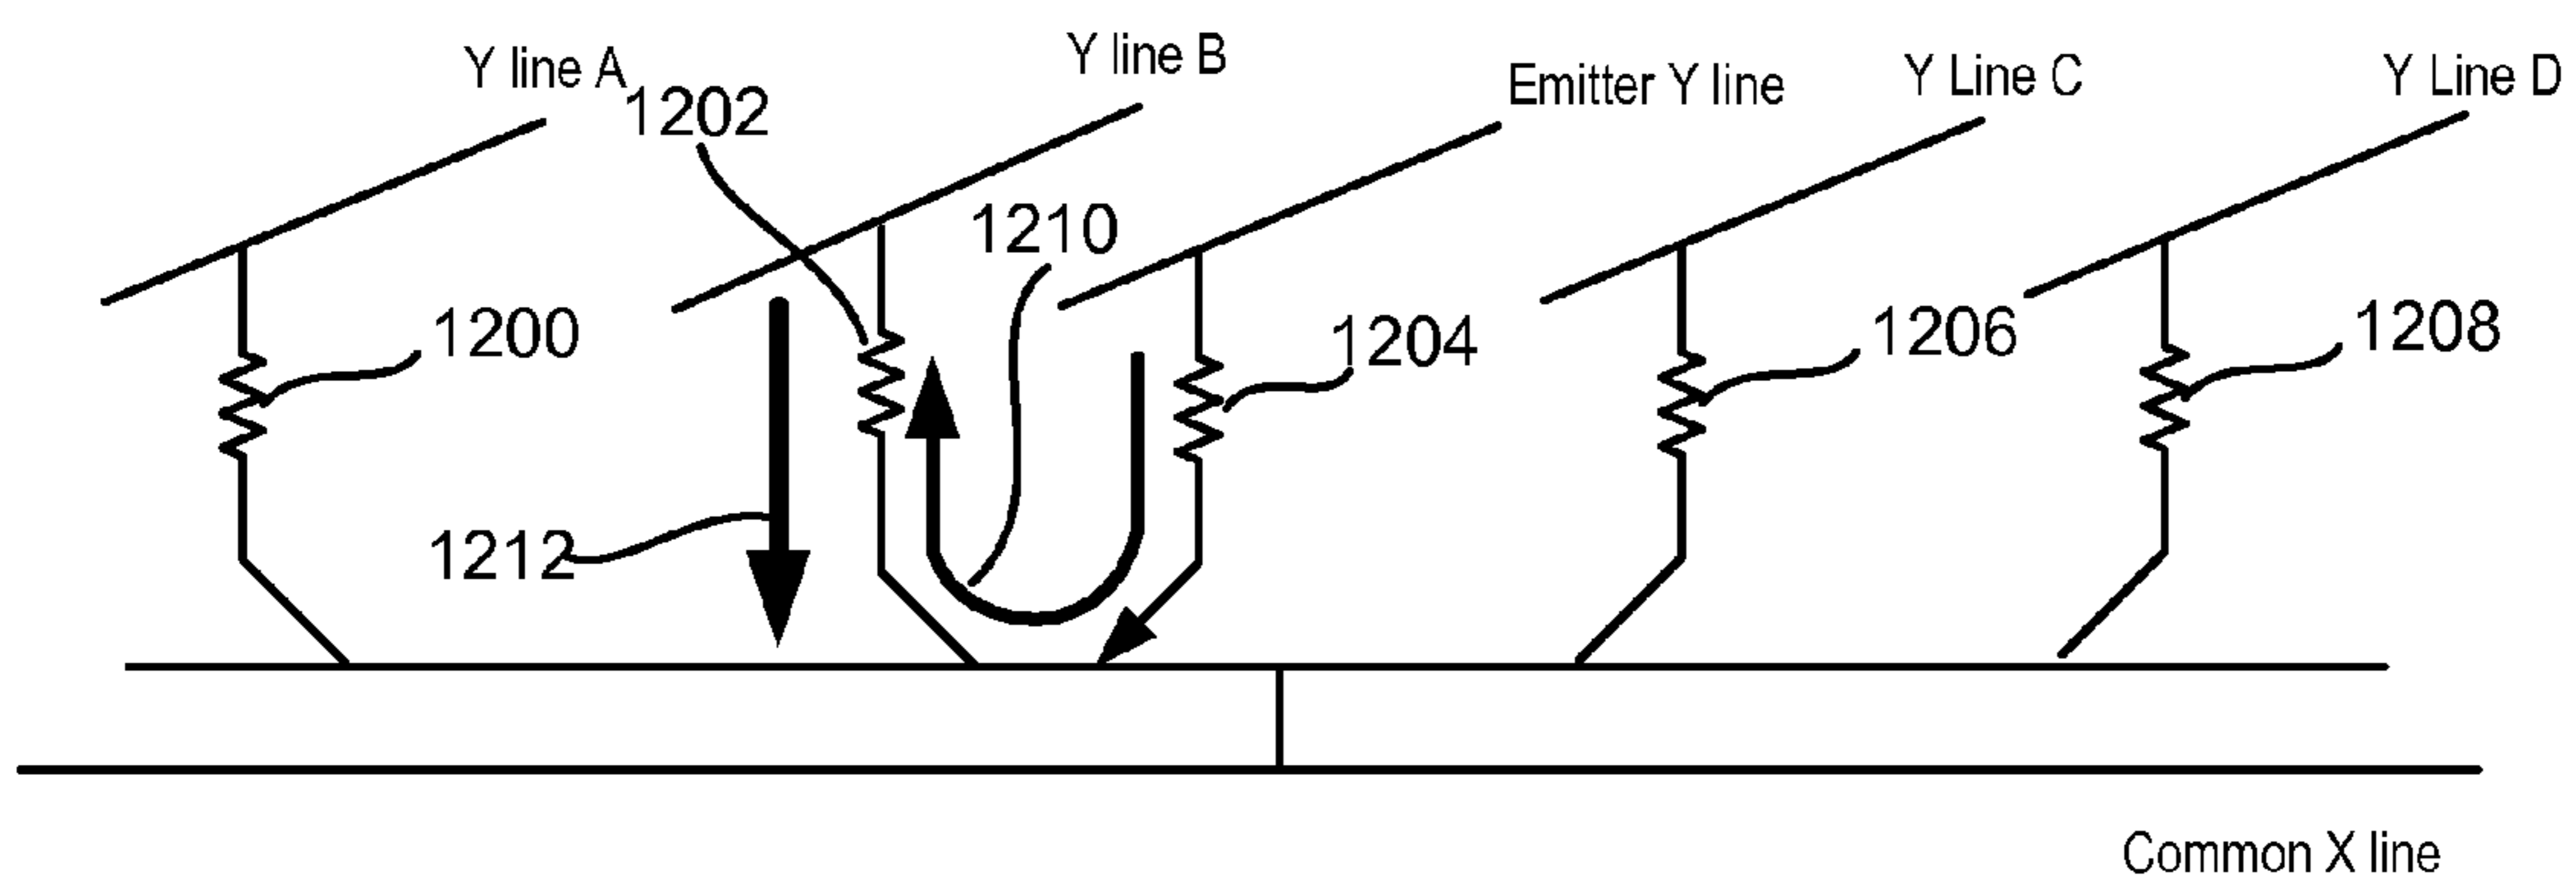 Y line A
1202
Y line B
Emitter Y line
Y Line C
Y Line D
1210
1200
1204
1206
1208
1212
Common X line